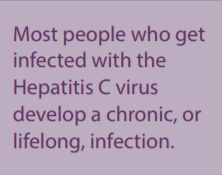 Most people who get
infected with the
Hepatitis C virus
develop a chronic, or
lifelong, infection.